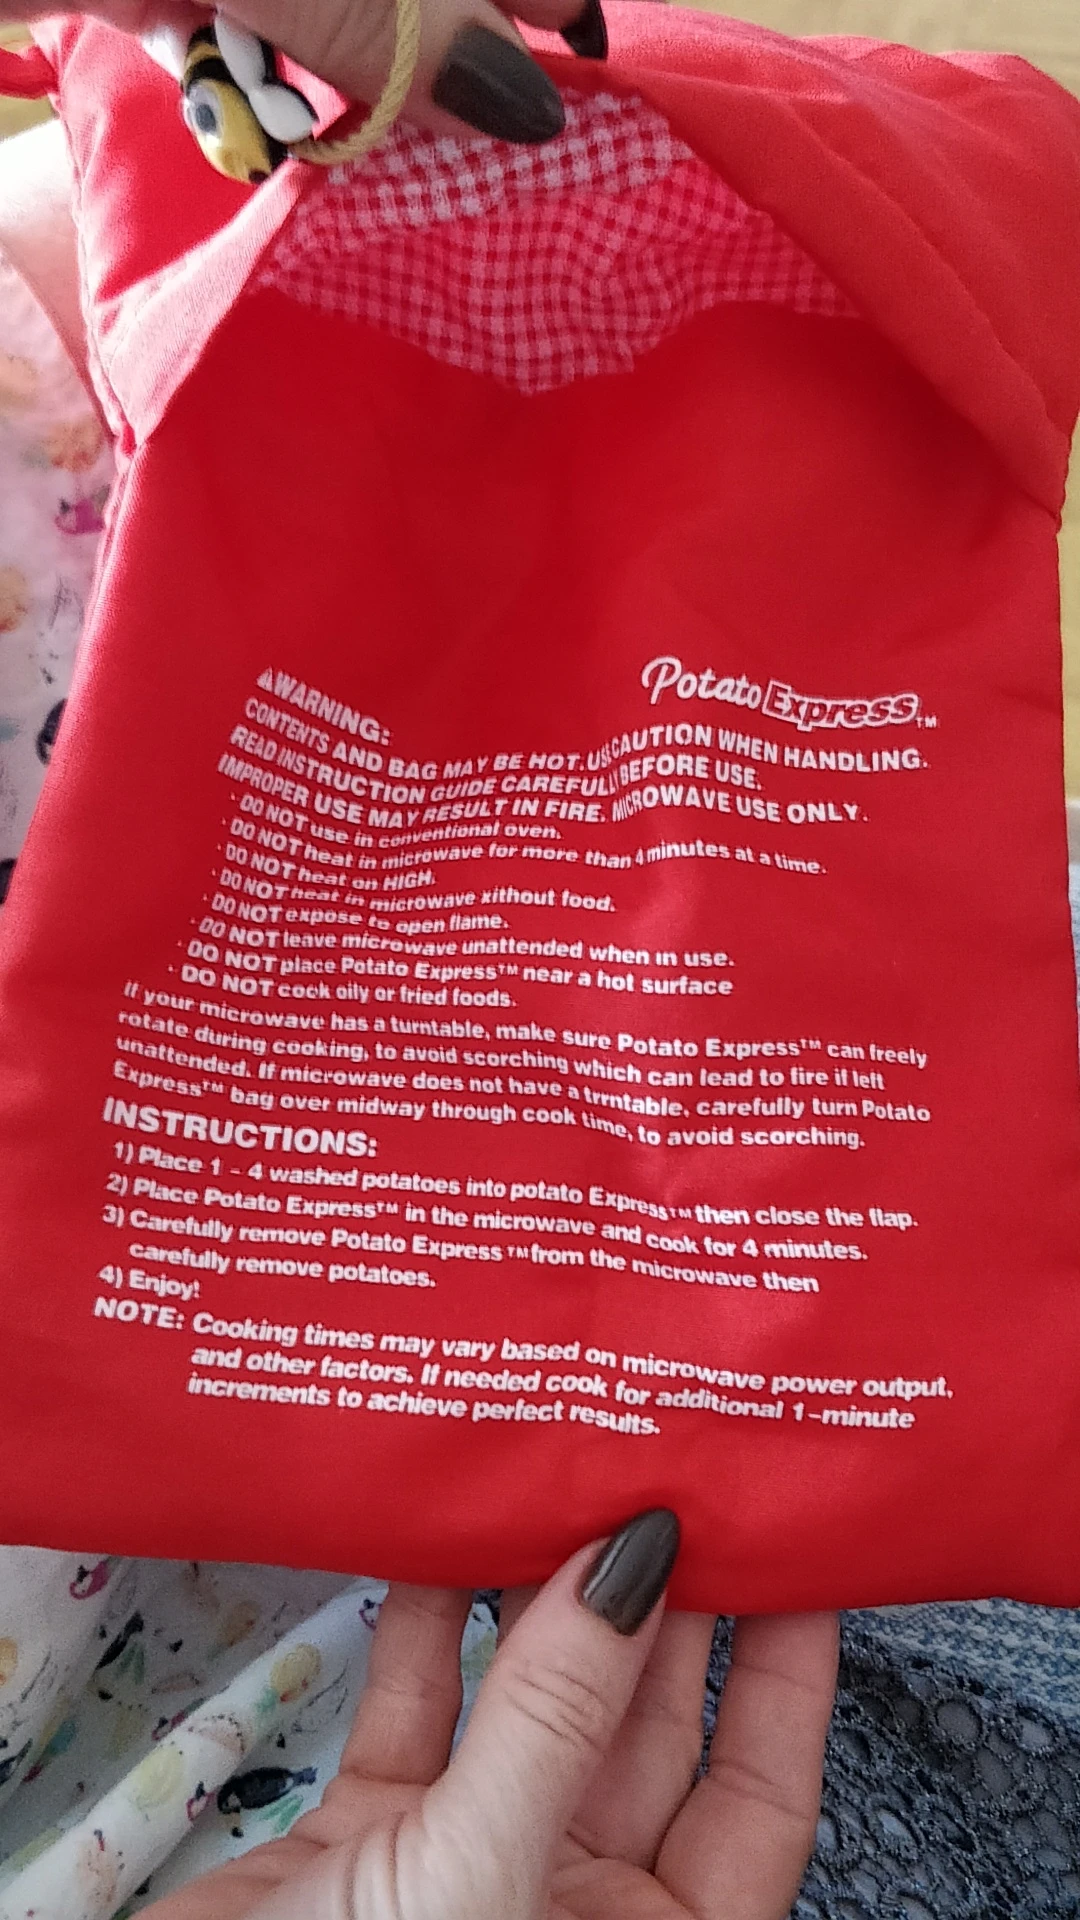 Potato Express™
⚠WARNING:
CONTENTS AND BAG MAY BE HOT. USE CAUTION WHEN HANDLING.
READ INSTRUCTION GUIDE CAREFULLY BEFORE USE.
IMPROPER USE MAY RESULT IN FIRE. MICROWAVE USE ONLY.
· DO NOT use in conventional oven.
· DO NOT heat in microwave for more than 4 minutes at a time.
· DO NOT heat on HIGH.
· DO NOT heat in microwave xithout food.
· DO NOT expose to open flame.
· DO NOT leave microwave unattended when in use.
· DO NOT place Potato Express™ near a hot surface
· DO NOT cook oily or fried foods.
If your microwave has a turntable, make sure Potato Express™ can freely
rotate during cooking, to avoid scorching which can lead to fire if left
unattended. If microwave does not have a trrntable, carefully turn Potato
Express™ bag over midway through cook time, to avoid scorching.
INSTRUCTIONS:
1) Place 1 - 4 washed potatoes into potato Express™ then close the flap.
2) Place Potato Express™ in the microwave and cook for 4 minutes.
3) Carefully remove Potato Express ™ from the microwave then
carefully remove potatoes.
4) Enjoy!
NOTE: Cooking times may vary based on microwave power output,
and other factors. If needed cook for additional 1-minute
increments to achieve perfect results.